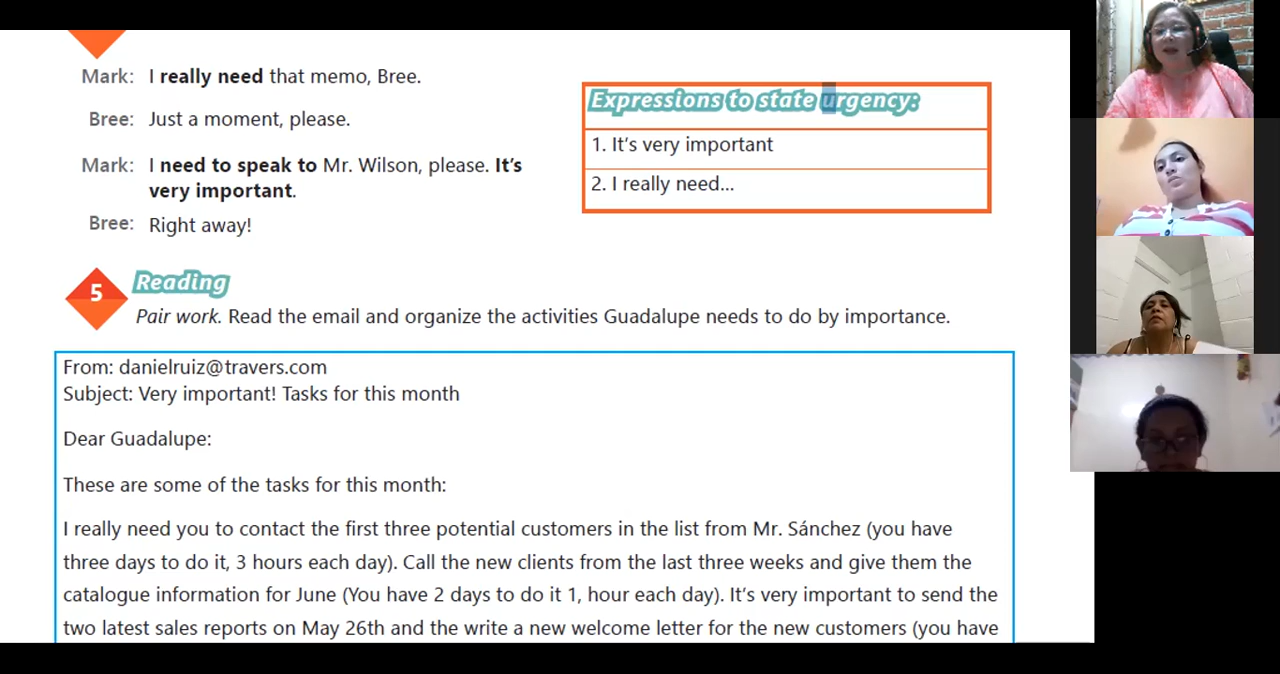 Mark: I really need that memo, Bree.
Bree: Just a moment, please.
Mark: I need to speak to Mr. Wilson, please. It's
very important.
Bree: Right away!
Expressions to state urgency:
1. It's very important
2. I really need...
5 Reading
Pair work. Read the email and organize the activities Guadalupe needs to do by importance.
From: danielruiz@travers.com
Subject: Very important! Tasks for this month
Dear Guadalupe:
These are some of the tasks for this month:
I really need you to contact the first three potential customers in the list from Mr. Sánchez (you have
three days to do it, 3 hours each day). Call the new clients from the last three weeks and give them the
catalogue information for June (You have 2 days to do it 1, hour each day). It's very important to send the
two latest sales reports on May 26th and the write a new welcome letter for the new customers (you have